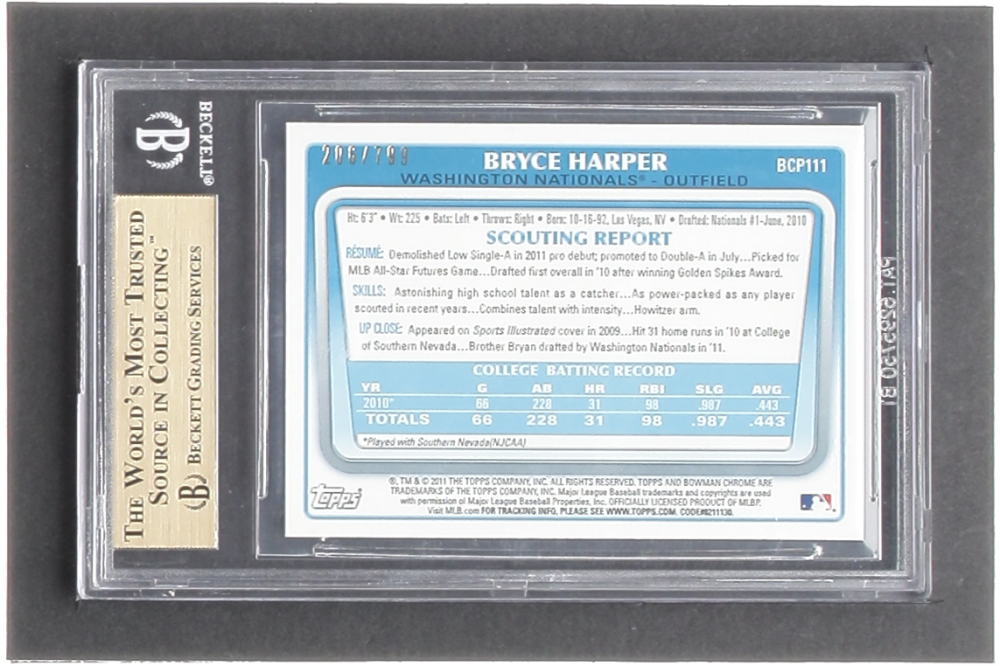 BECKETT®
B
THE WORLD'S MOST TRUSTED
SOURCE IN COLLECTING™
BECKETT GRADING SERVICES
206/799
BRYCE HARPER
BCP111
WASHINGTON NATIONALS® - OUTFIELD
Ht: 6'3" • Wt: 225 • Bats: Left • Throws: Right • Born: 10-16-92, Las Vegas, NV • Drafted: Nationals #1-June, 2010
SCOUTING REPORT
RÉSUMÉ: Demolished Low Single-A in 2011 pro debut; promoted to Double-A in July...Picked for
MLB All-Star Futures Game...Drafted first overall in '10 after winning Golden Spikes Award.
SKILLS: Astonishing high school talent as a catcher...As power-packed as any player
scouted in recent years...Combines talent with intensity...Howitzer arm.
UP CLOSE: Appeared on Sports Illustrated cover in 2009...Hit 31 home runs in '10 at College
of Southern Nevada...Brother Bryan drafted by Washington Nationals in '11.
COLLEGE BATTING RECORD
YR G AB HR RBI SLG AVG
2010* 66 228 31 98 .987 .443
TOTALS 66 228 31 98 .987 .443
*Played with Southern Nevada(NJCAA)
®, TM & © 2011 THE TOPPS COMPANY, INC. ALL RIGHTS RESERVED. TOPPS AND BOWMAN CHROME ARE
TRADEMARKS OF THE TOPPS COMPANY, INC. Major League Baseball trademarks and copyrights are used
with permission of Major League Baseball Properties, Inc. OFFICIALLY LICENSED PRODUCT OF MLBP.
Visit MLB.com FOR TRACKING INFO, PLEASE SEE WWW.TOPPS.COM. CODE#8211130.
Topps